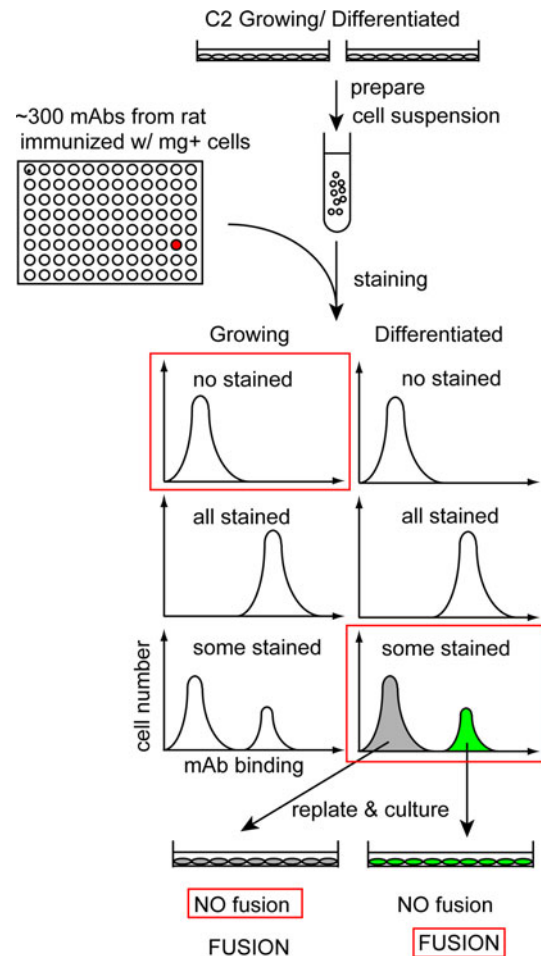 C2 Growing/ Differentiated
prepare
cell suspension
~300 mAbs from rat
immunized w/ mg+ cells
staining
Growing
Differentiated
no stained
no stained
all stained
all stained
some stained
some stained
cell number
mAb binding
replate & culture
NO fusion
NO fusion
FUSION
FUSION